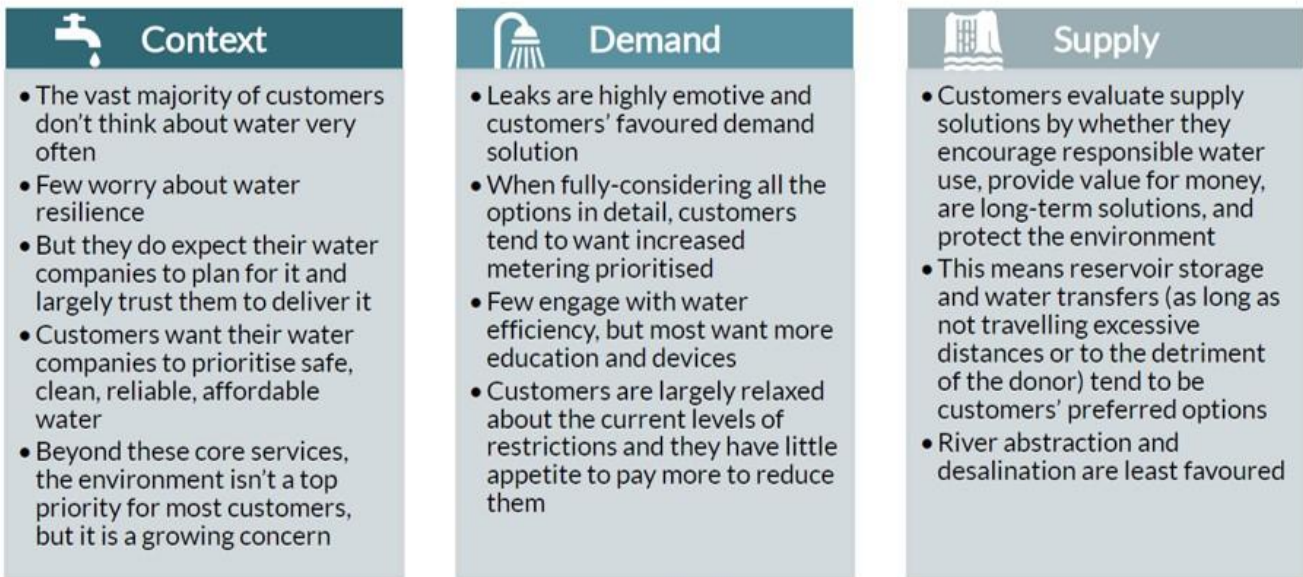 Context
• The vast majority of customers
don't think about water very
often
• Few worry about water
resilience
• But they do expect their water
companies to plan for it and
largely trust them to deliver it
• Customers want their water
companies to prioritise safe,
clean, reliable, affordable
water
• Beyond these core services,
the environment isn't a top
priority for most customers,
but it is a growing concern
Demand
• Leaks are highly emotive and
customers' favoured demand
solution
• When fully-considering all the
options in detail, customers
tend to want increased
metering prioritised
• Few engage with water
efficiency, but most want more
education and devices
• Customers are largely relaxed
about the current levels of
restrictions and they have little
appetite to pay more to reduce
them
Supply
• Customers evaluate supply
solutions by whether they
encourage responsible water
use, provide value for money,
are long-term solutions, and
protect the environment
• This means reservoir storage
and water transfers (as long as
not travelling excessive
distances or to the detriment
of the donor) tend to be
customers' preferred options
• River abstraction and
desalination are least favoured